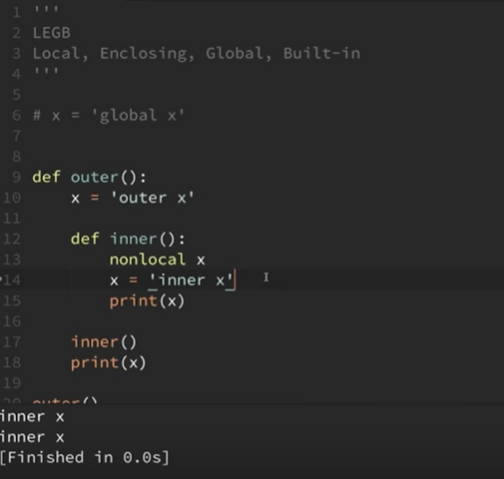 1 '''
2 LEGB
3 Local, Enclosing, Global, Built-in
4 '''
5
6 # x = 'global x'
7
8
9 def outer():
10     x = 'outer x'
11
12     def inner():
13         nonlocal x
14         x = 'inner x'
15         print(x)
16
17     inner()
18     print(x)
19
20 outer()
inner x
inner x
[Finished in 0.0s]